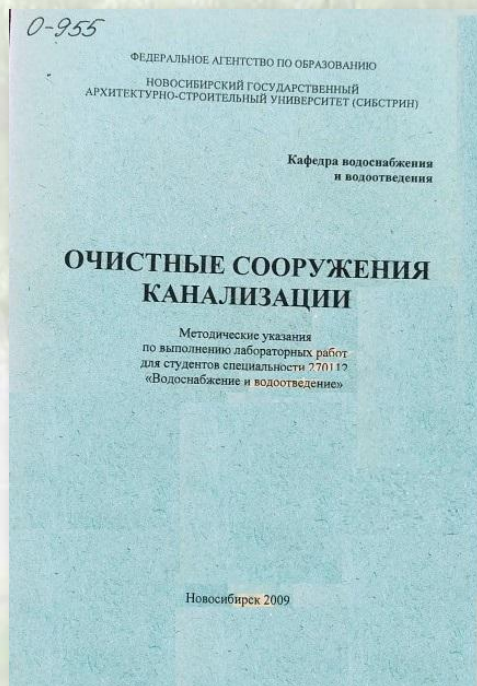 О-955
ФЕДЕРАЛЬНОЕ АГЕНТСТВО ПО ОБРАЗОВАНИЮ
НОВОСИБИРСКИЙ ГОСУДАРСТВЕННЫЙ
АРХИТЕКТУРНО-СТРОИТЕЛЬНЫЙ УНИВЕРСИТЕТ (СИБСТРИН)
Кафедра водоснабжения
и водоотведения
ОЧИСТНЫЕ СООРУЖЕНИЯ
КАНАЛИЗАЦИИ
Методические указания
по выполнению лабораторных работ
для студентов специальности 270112
«Водоснабжение и водоотведение»
Новосибирск 2009